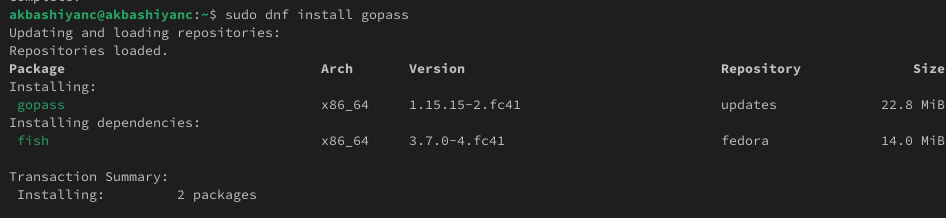 akbashiyanc@akbashiyanc:~$ sudo dnf install gopass
Updating and loading repositories:
Repositories loaded.
Package Arch Version Repository Size
Installing:
gopass x86_64 1.15.15-2.fc41 updates 22.8 MiB
Installing dependencies:
fish x86_64 3.7.0-4.fc41 fedora 14.0 MiB
Transaction Summary:
Installing: 2 packages